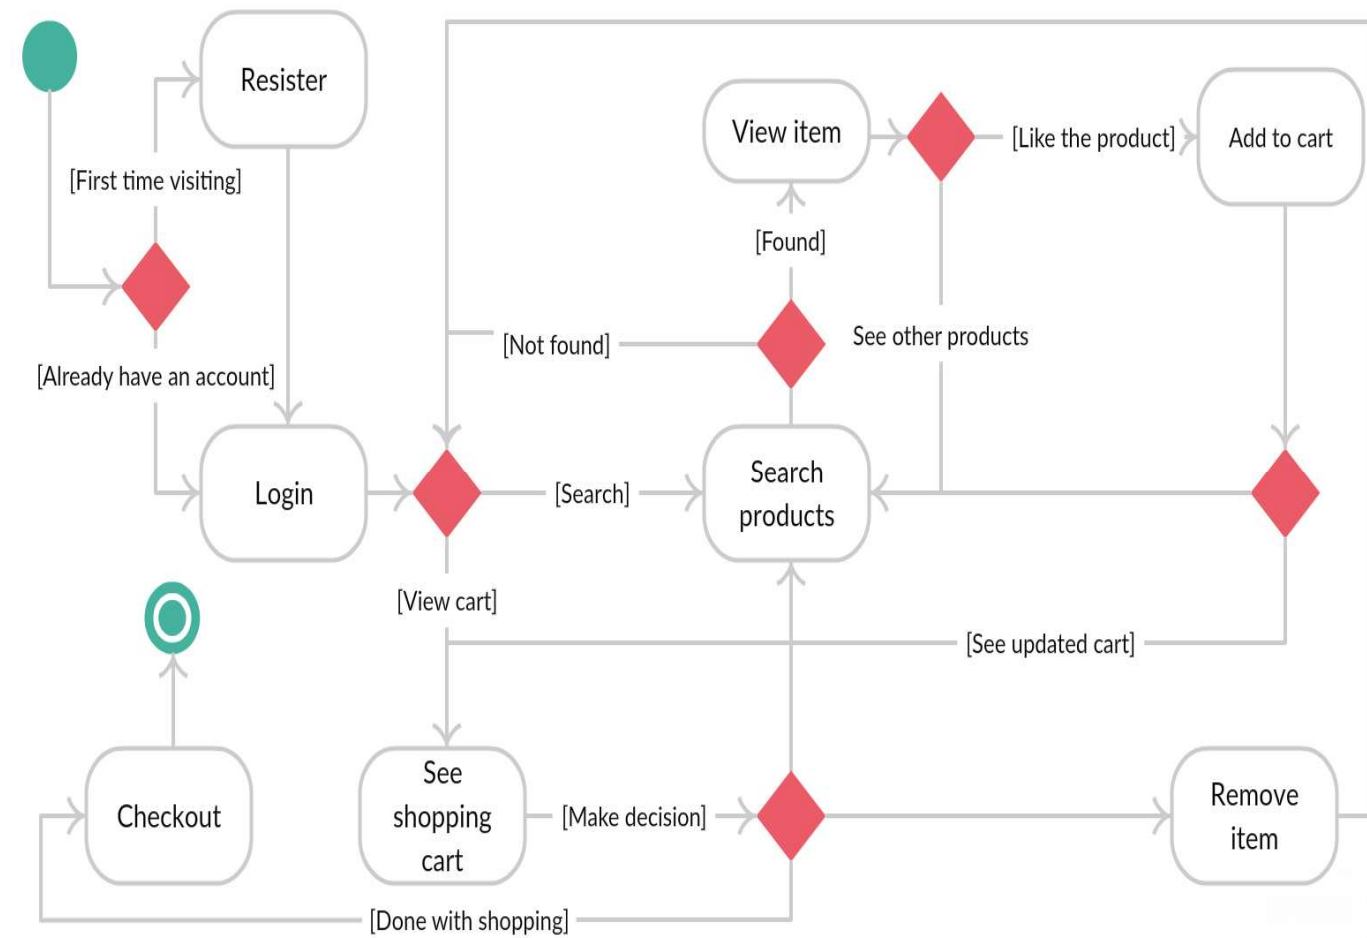 Resister
View item
[Like the product]
Add to cart
[First time visiting]
[Found]
[Not found]
See other products
[Already have an account]
Login
[Search]
Search
products
[View cart]
[See updated cart]
Checkout
See
shopping
cart
[Make decision]
Remove
item
[Done with shopping]